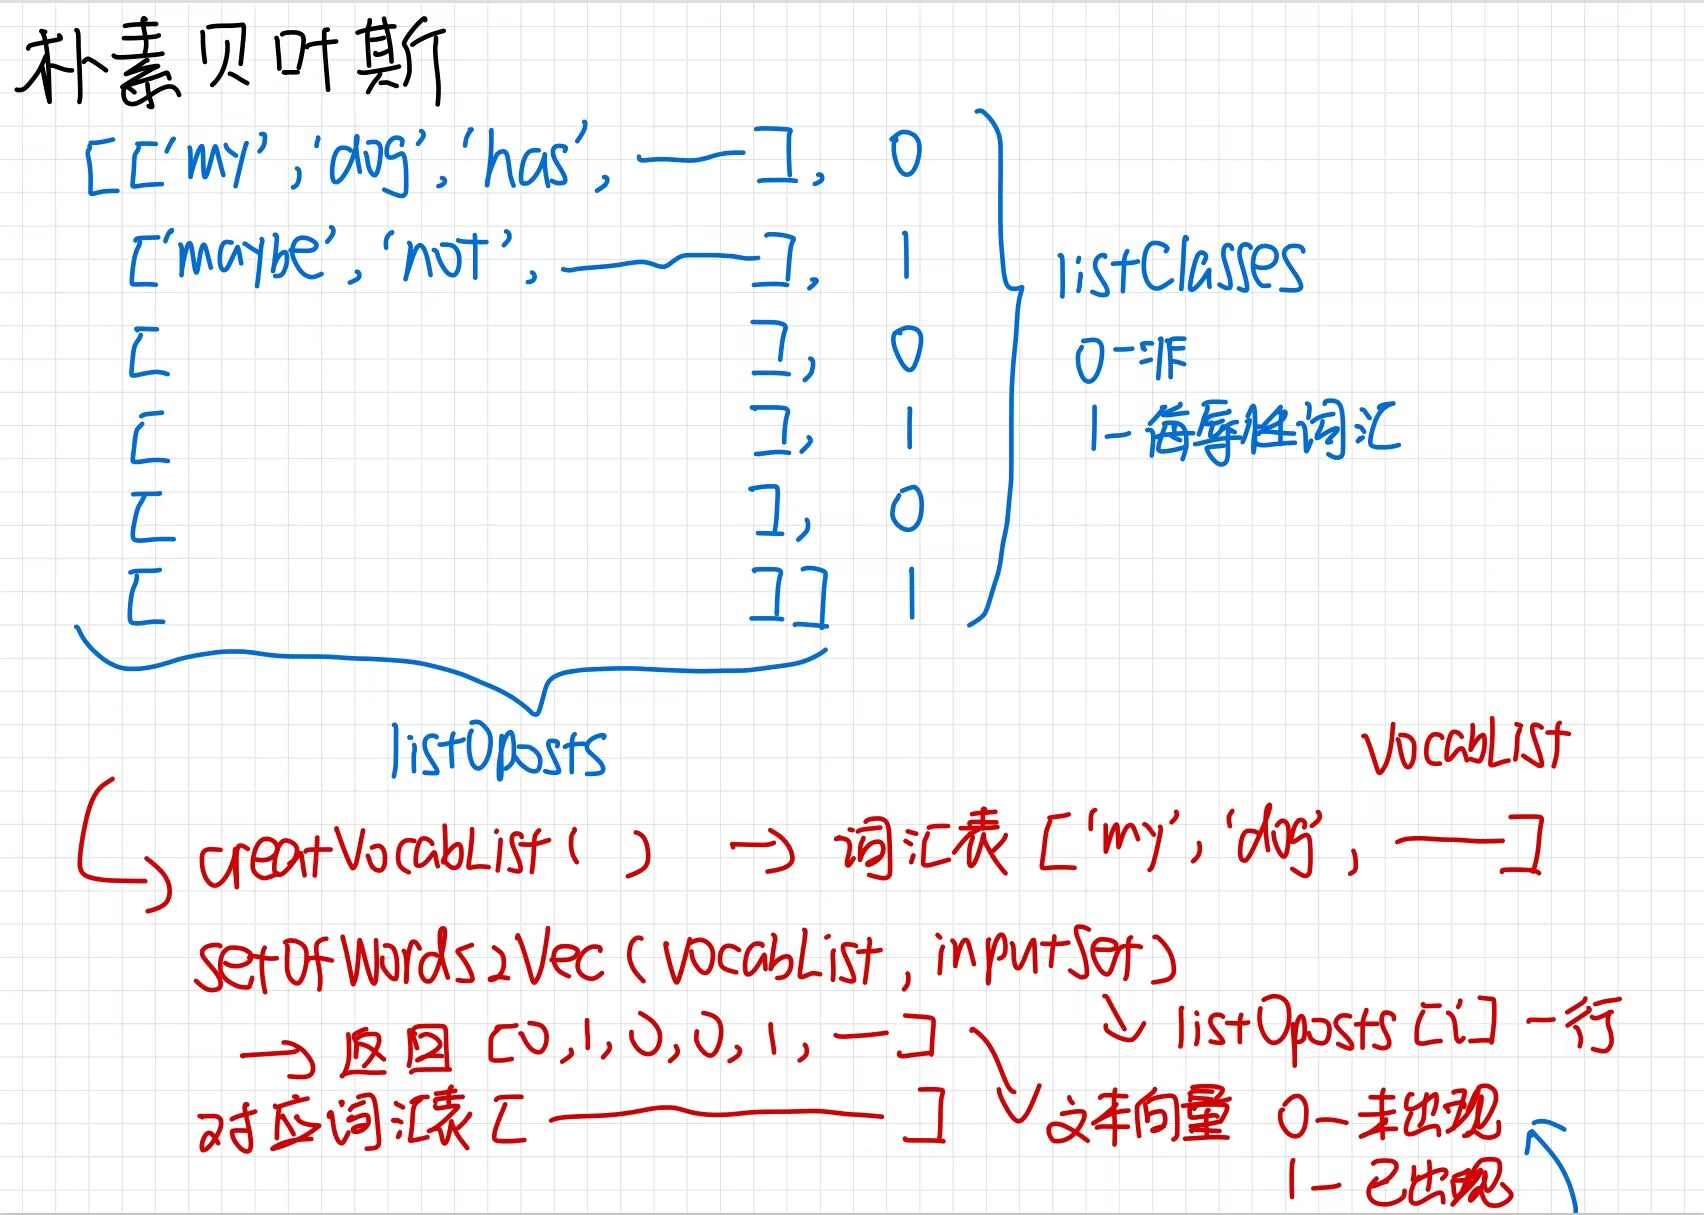 朴素贝叶斯
[['my','dog','has', —], 0
['maybe','not', —], 1
[ ], 0
[ ], 1
[ ], 0
[ ]] 1
listClasses
0-非
1-侮辱性词汇
listOposts
vocabList
creatVocabList( ) → 词汇表 ['my','dog', —]
setOfWords2Vec(vocabList, inputSet)
listOposts[i] 一行
→ 返回 [0,1,0,0,1,—]
对应词汇表 [ — ]
文本向量 0-未出现
1-已出现